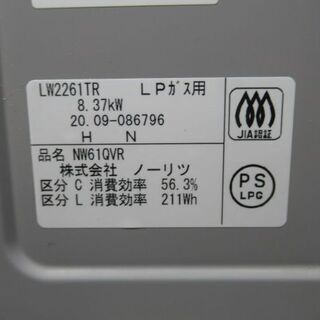 LW2261TR LPガス用
8.37kW
20.09-086796
H N
品名 NW61QVR
株式会社 ノーリツ
区分 C 消費効率 56.3%
区分 L 消費効率 211Wh
JIA認証
PS
LPG